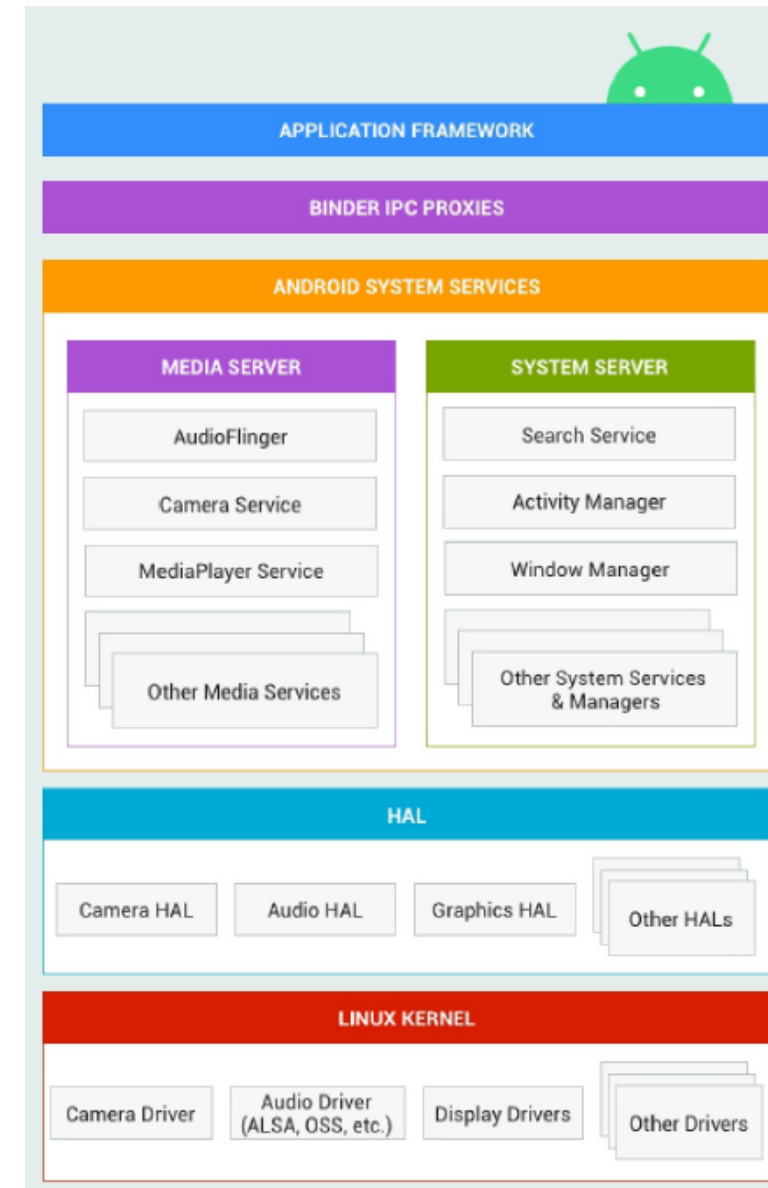 APPLICATION FRAMEWORK
BINDER IPC PROXIES
ANDROID SYSTEM SERVICES
MEDIA SERVER
AudioFlinger
Camera Service
MediaPlayer Service
Other Media Services
SYSTEM SERVER
Search Service
Activity Manager
Window Manager
Other System Services
& Managers
HAL
Camera HAL
Audio HAL
Graphics HAL
Other HALs
LINUX KERNEL
Camera Driver
Audio Driver
(ALSA, OSS, etc.)
Display Drivers
Other Drivers